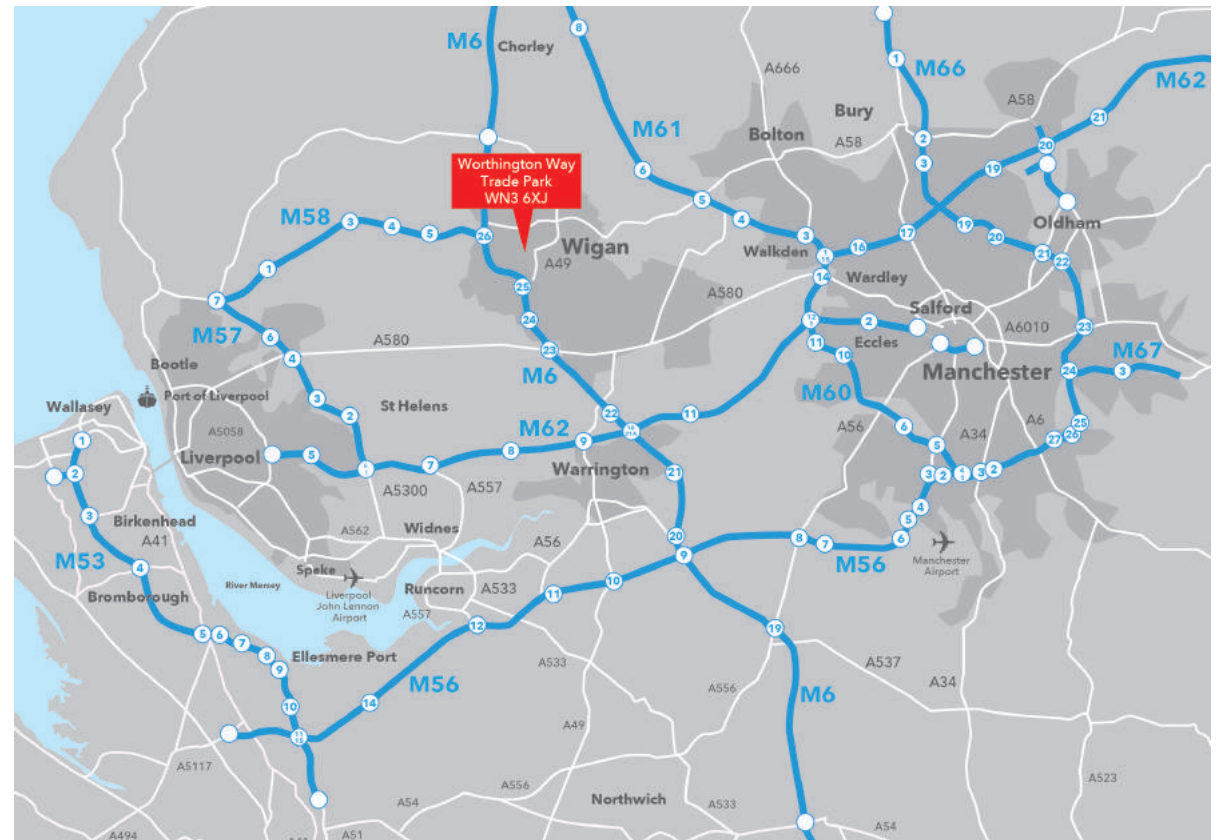 8
M6
Chorley
1
M66
A666
M62
A58
21
Bury
M61
2
Bolton
20
A58
3
Worthington Way
Trade Park
WN3 6XJ
6
19
5
M58
3
4
4
5
26
17
19
Oldham
3
20
Wigan
16
21
Walkden
22
1
A49
14
Wardley
25
7
A580
Salford
24
12
2
A6010
23
M57
6
A580
11
Eccles
10
23
4
Bootle
M6
Manchester
24
3
M67
Port of Liverpool
3
M60
Wallasey
St Helens
22
2
11
A56
A6
A34
25
6
26
27
A5058
M62
1
9
5
Liverpool
5
8
7
Warrington
3
2
3
2
2
21
A5300
A557
4
3
Birkenhead
5
A41
A562
Widnes
20
8
7
6
A56
9
M56
Manchester
Airport
M53
4
Speke
River Mersey
Bromborough
Liverpool
John Lennon
Airport
Runcorn
A533
10
11
A557
12
19
5
6
7
8
Ellesmere Port
9
A533
A537
M56
A34
10
14
A556
M6
A49
A5117
A556
A523
Northwich
A54
A533
A54
A494
A51